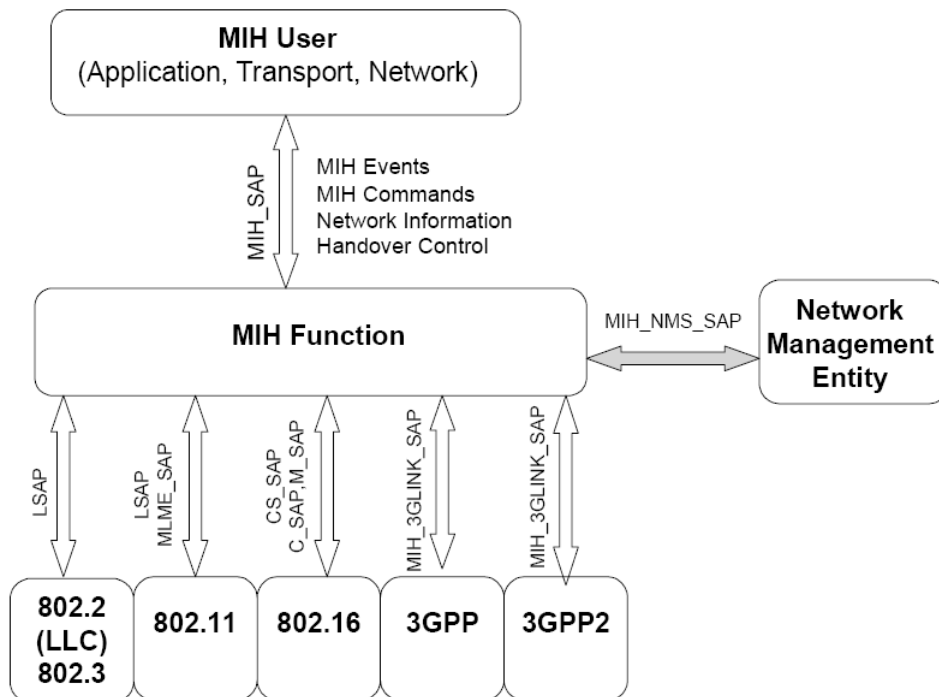 MIH User
(Application, Transport, Network)
MIH_SAP
MIH Events
MIH Commands
Network Information
Handover Control
MIH Function
MIH_NMS_SAP
Network
Management
Entity
LSAP
LSAP
MLME_SAP
CS_SAP
C_SAP,M_SAP
MIH_3GLINK_SAP
MIH_3GLINK_SAP
802.2
(LLC)
802.3
802.11
802.16
3GPP
3GPP2